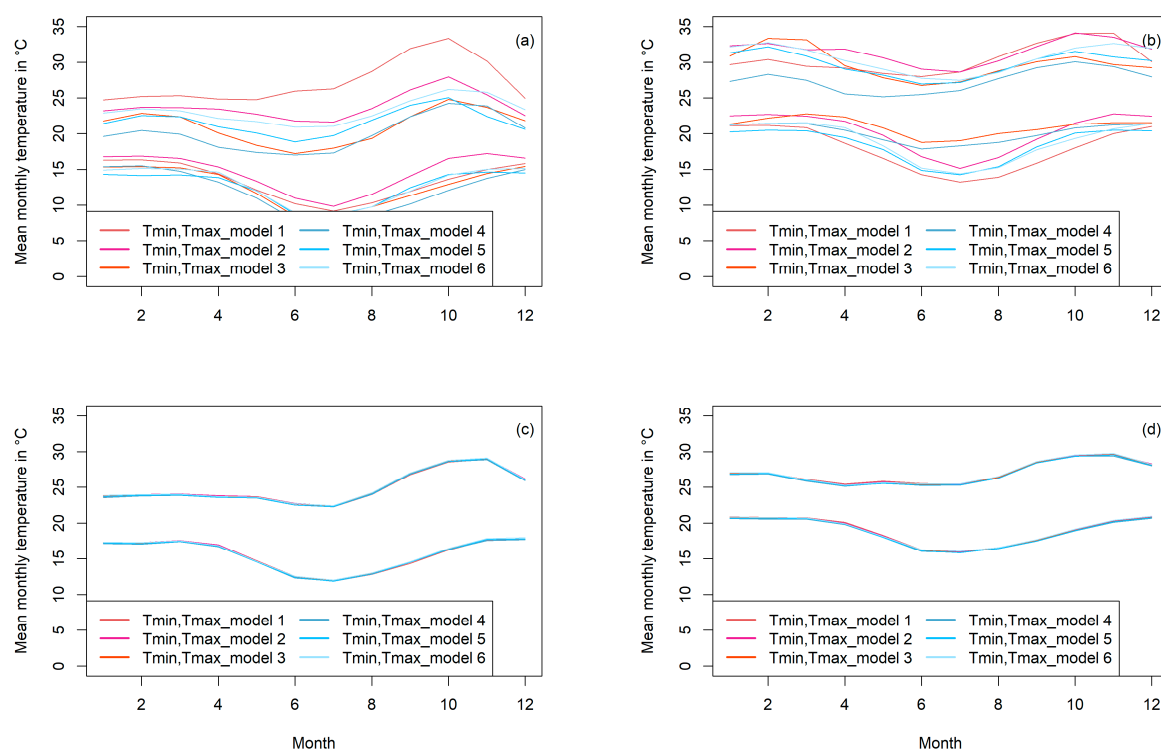 (a)
Mean monthly temperature in °C
35
30
25
20
15
10
5
0
Tmin,Tmax_model 1
Tmin,Tmax_model 2
Tmin,Tmax_model 3
Tmin,Tmax_model 4
Tmin,Tmax_model 5
Tmin,Tmax_model 6
2 4 6 8 10 12
(b)
Mean monthly temperature in °C
35
30
25
20
15
10
5
0
Tmin,Tmax_model 1
Tmin,Tmax_model 2
Tmin,Tmax_model 3
Tmin,Tmax_model 4
Tmin,Tmax_model 5
Tmin,Tmax_model 6
2 4 6 8 10 12
(c)
Mean monthly temperature in °C
35
30
25
20
15
10
5
0
Tmin,Tmax_model 1
Tmin,Tmax_model 2
Tmin,Tmax_model 3
Tmin,Tmax_model 4
Tmin,Tmax_model 5
Tmin,Tmax_model 6
2 4 6 8 10 12
Month
(d)
Mean monthly temperature in °C
35
30
25
20
15
10
5
0
Tmin,Tmax_model 1
Tmin,Tmax_model 2
Tmin,Tmax_model 3
Tmin,Tmax_model 4
Tmin,Tmax_model 5
Tmin,Tmax_model 6
2 4 6 8 10 12
Month